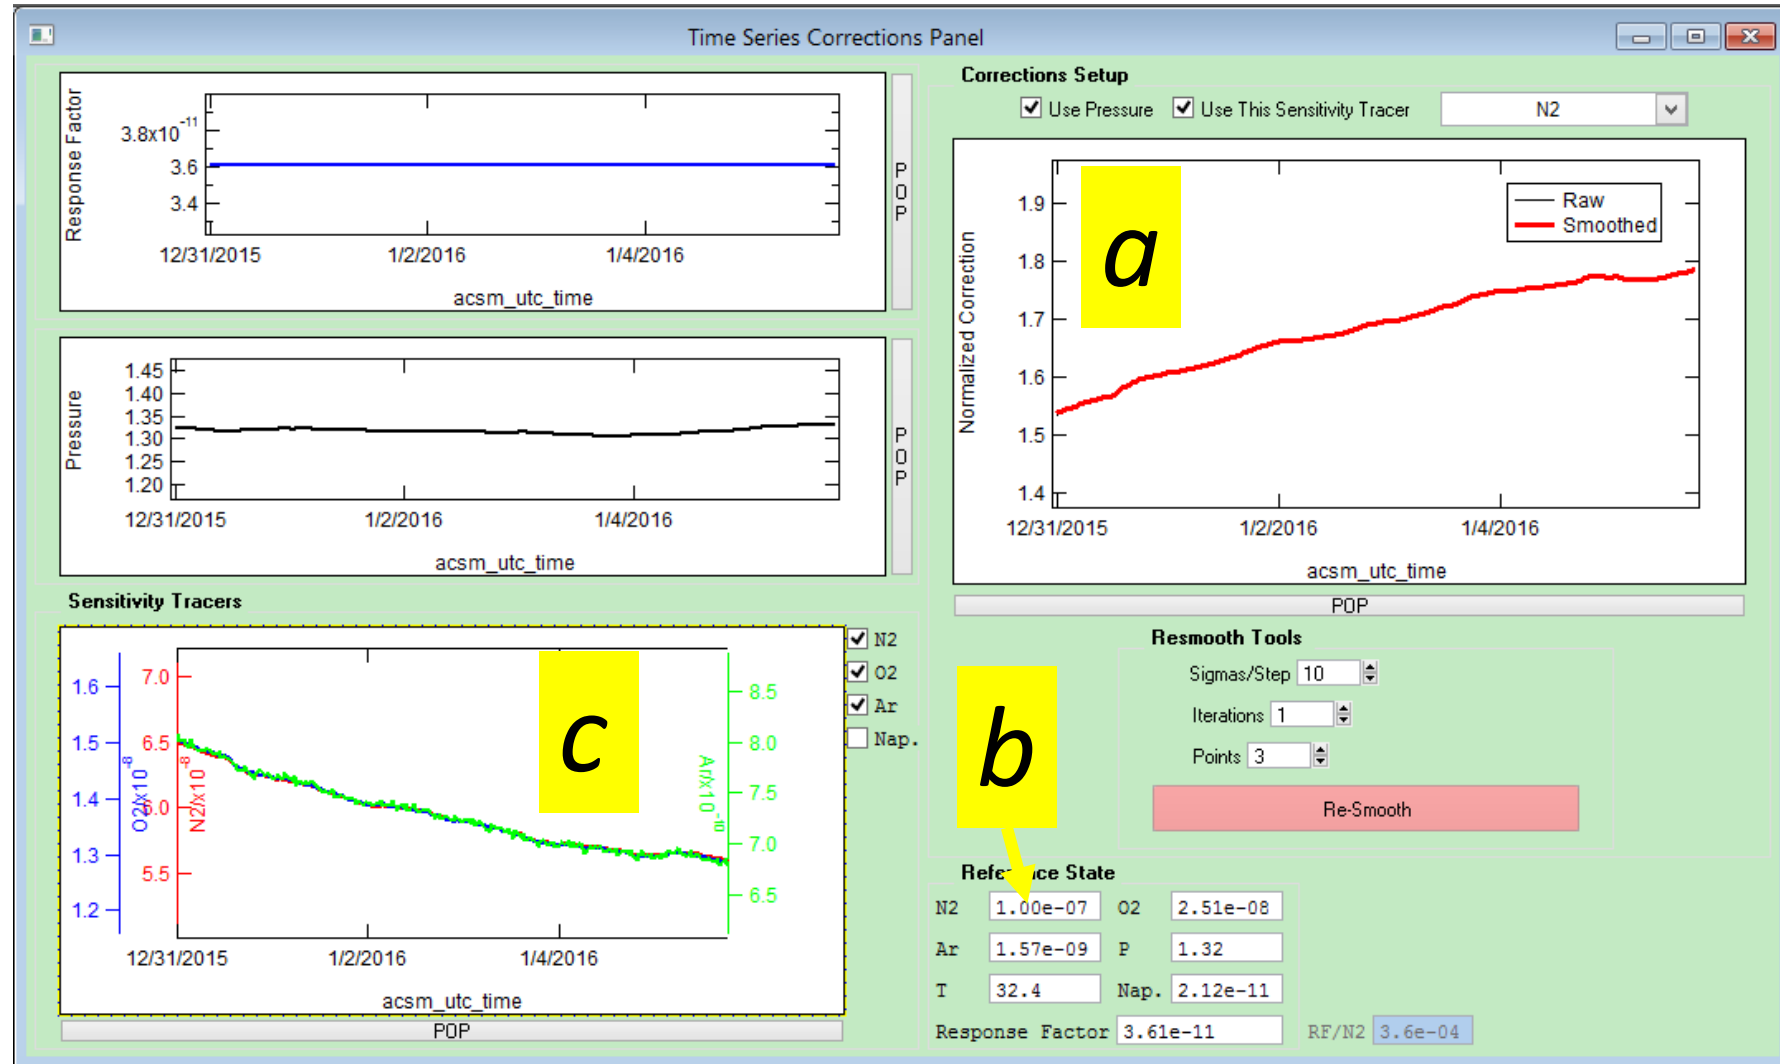 Time Series Corrections Panel
Response Factor
3.8x10-11
3.6
3.4
12/31/2015 1/2/2016 1/4/2016
acsm_utc_time
POP
Pressure
1.45
1.40
1.35
1.30
1.25
1.20
12/31/2015 1/2/2016 1/4/2016
acsm_utc_time
POP
Sensitivity Tracers
O2/x10-8
1.6
1.5
1.4
1.3
1.2
N2/x10-8
7.0
6.5
6.0
5.5
c
Ar/x10-10
8.5
8.0
7.5
7.0
6.5
12/31/2015 1/2/2016 1/4/2016
acsm_utc_time
POP
N2
O2
Ar
Nap.
Corrections Setup
Use Pressure Use This Sensitivity Tracer N2
a
Raw
Smoothed
Normalized Correction
1.9
1.8
1.7
1.6
1.5
1.4
12/31/2015 1/2/2016 1/4/2016
acsm_utc_time
POP
Resmooth Tools
Sigmas/Step 10
Iterations 1
Points 3
Re-Smooth
b
Reference State
N2 1.00e-07 O2 2.51e-08
Ar 1.57e-09 P 1.32
T 32.4 Nap. 2.12e-11
Response Factor 3.61e-11 RF/N2 3.6e-04